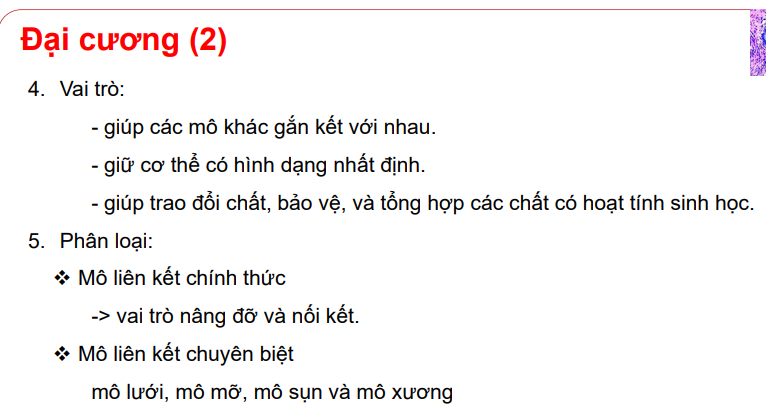 Đại cương (2)
4. Vai trò:
- giúp các mô khác gắn kết với nhau.
- giữ cơ thể có hình dạng nhất định.
- giúp trao đổi chất, bảo vệ, và tổng hợp các chất có hoạt tính sinh học.
5. Phân loại:
❖ Mô liên kết chính thức
-> vai trò nâng đỡ và nối kết.
❖ Mô liên kết chuyên biệt
mô lưới, mô mỡ, mô sụn và mô xương